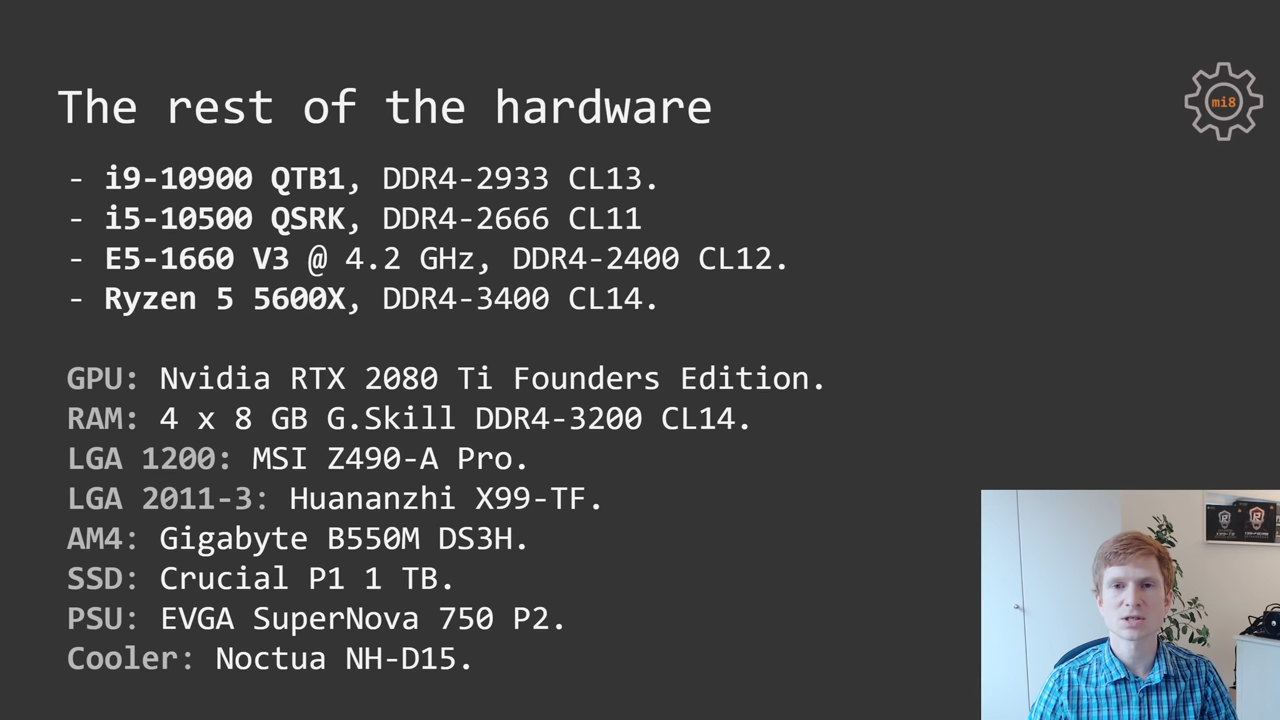 The rest of the hardware
mi8
- i9-10900 QTB1, DDR4-2933 CL13.
- i5-10500 QSRK, DDR4-2666 CL11
- E5-1660 V3 @ 4.2 GHz, DDR4-2400 CL12.
- Ryzen 5 5600X, DDR4-3400 CL14.
GPU: Nvidia RTX 2080 Ti Founders Edition.
RAM: 4 x 8 GB G.Skill DDR4-3200 CL14.
LGA 1200: MSI Z490-A Pro.
LGA 2011-3: Huananzhi X99-TF.
AM4: Gigabyte B550M DS3H.
SSD: Crucial P1 1 TB.
PSU: EVGA SuperNova 750 P2.
Cooler: Noctua NH-D15.